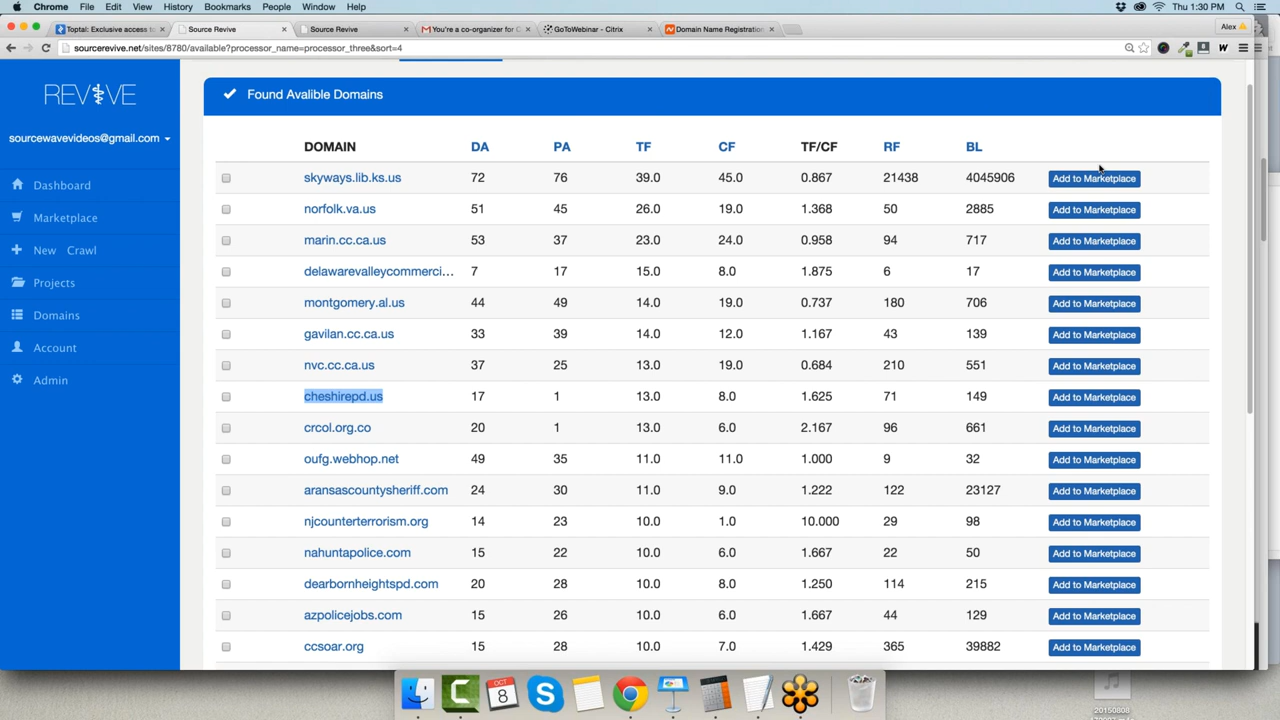 Chrome File Edit View History Bookmarks People Window Help Thu 1:30 PM
Toptal: Exclusive access to Source Revive Source Revive You're a co-organizer for G GoToWebinar - Citrix Domain Name Registration Alex
sourcerevive.net/sites/8780/available?processor_name=processor_three&sort=4
REVIVE
sourcewavevideos@gmail.com
Dashboard
Marketplace
New Crawl
Projects
Domains
Account
Admin
Found Avalible Domains
DOMAIN DA PA TF CF TF/CF RF BL
skyways.lib.ks.us 72 76 39.0 45.0 0.867 21438 4045906 Add to Marketplace
norfolk.va.us 51 45 26.0 19.0 1.368 50 2885 Add to Marketplace
marin.cc.ca.us 53 37 23.0 24.0 0.958 94 717 Add to Marketplace
delawarevalleycommerci... 7 17 15.0 8.0 1.875 6 17 Add to Marketplace
montgomery.al.us 44 49 14.0 19.0 0.737 180 706 Add to Marketplace
gavilan.cc.ca.us 33 39 14.0 12.0 1.167 43 139 Add to Marketplace
nvc.cc.ca.us 37 25 13.0 19.0 0.684 210 551 Add to Marketplace
cheshirepd.us 17 1 13.0 8.0 1.625 71 149 Add to Marketplace
crcol.org.co 20 1 13.0 6.0 2.167 96 661 Add to Marketplace
oufg.webhop.net 49 35 11.0 11.0 1.000 9 32 Add to Marketplace
aransascountysheriff.com 24 30 11.0 9.0 1.222 122 23127 Add to Marketplace
njcounterterrorism.org 14 23 10.0 1.0 10.000 29 98 Add to Marketplace
nahuntapolice.com 15 22 10.0 6.0 1.667 22 50 Add to Marketplace
dearbornheightspd.com 20 28 10.0 8.0 1.250 114 215 Add to Marketplace
azpolicejobs.com 15 26 10.0 6.0 1.667 44 129 Add to Marketplace
ccsoar.org 15 28 10.0 7.0 1.429 365 39882 Add to Marketplace
OCT
8
20150808